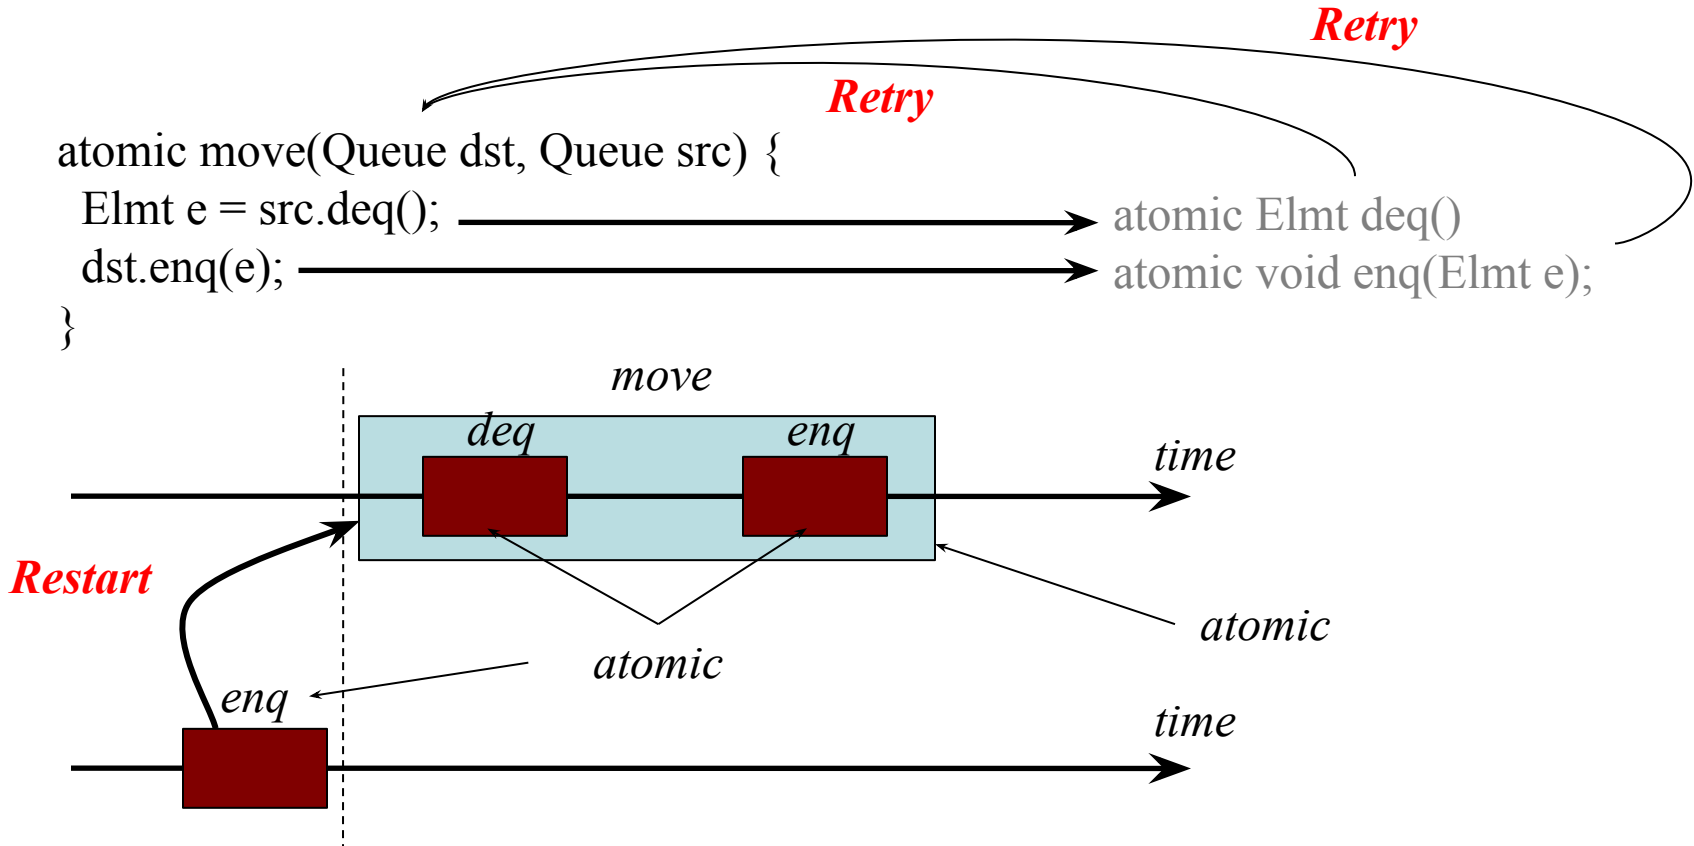 Retry
Retry
atomic move(Queue dst, Queue src) {
Elmt e = src.deq();
atomic Elmt deq()
dst.enq(e);
atomic void enq(Elmt e);
}
move
deq
enq
time
Restart
atomic
atomic
enq
time